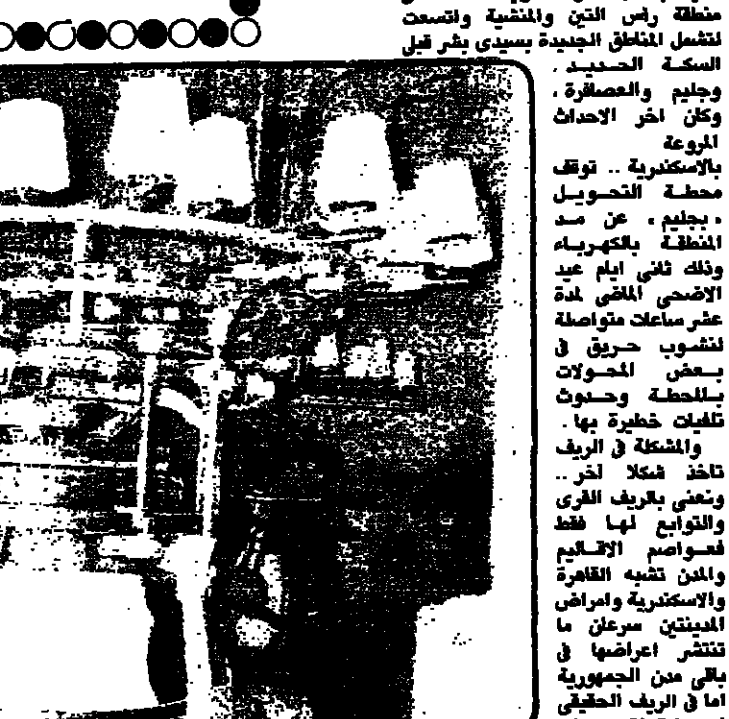 منطقة راس التين والمنشية واتسعت
لتشمل المناطق الجديدة بسيدى بشر قبل
السكة الحديد .
وجليم والعصافرة ،
وكان اخر الاحداث
المروعة
بالاسكندرية .. توقف
محطة التحويل
« بجليم » عن مد
المنطقة بالكهرباء
وذلك ثانى ايام عيد
الاضحى الماضى لمدة
عشر ساعات متواصلة
لنشوب حريق فى
بعض المحولات
بالمحطة وحدوث
تلفيات خطيرة بها .
والمشكلة فى الريف
تاخذ شكلا اخر ..
ونعنى بالريف القرى
والتوابع لها فقط
فعواصم الاقاليم
والمدن تشبه القاهرة
والاسكندرية وامراض
المدينتين سرعان ما
تنتشر اعراضها فى
باقى مدن الجمهورية
اما فى الريف الحقيقى